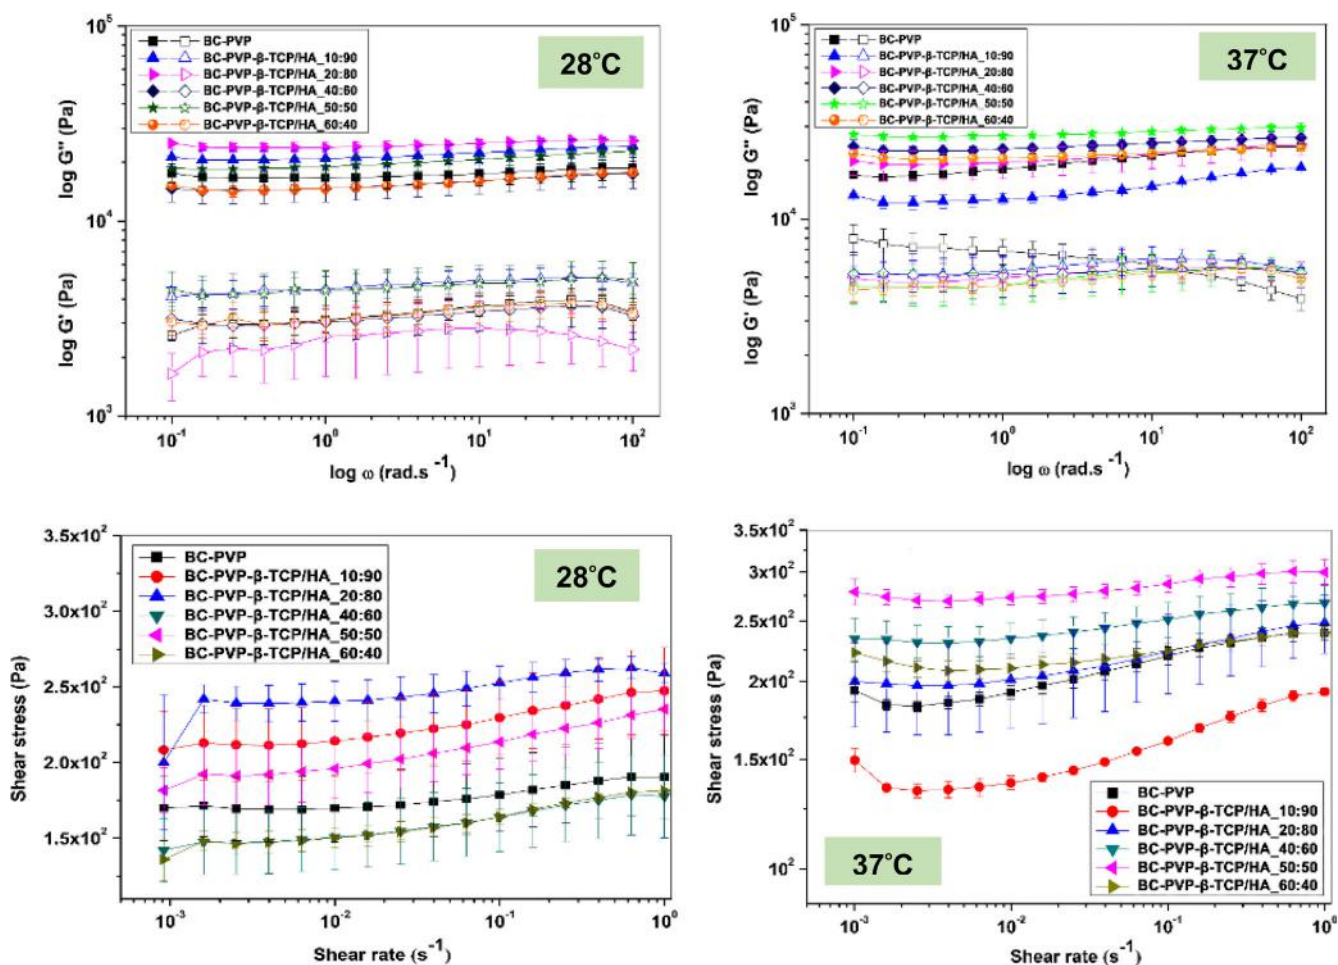 10⁵
BC-PVP
BC-PVP-β-TCP/HA_10:90
BC-PVP-β-TCP/HA_20:80
BC-PVP-β-TCP/HA_40:60
BC-PVP-β-TCP/HA_50:50
BC-PVP-β-TCP/HA_60:40
28°C
log G'' (Pa)
10⁴
log G' (Pa)
10³
10⁻¹ 10⁰ 10¹ 10²
log ω (rad.s⁻¹)
10⁵
BC-PVP
BC-PVP-β-TCP/HA_10:90
BC-PVP-β-TCP/HA_20:80
BC-PVP-β-TCP/HA_40:60
BC-PVP-β-TCP/HA_50:50
BC-PVP-β-TCP/HA_60:40
37°C
log G'' (Pa)
10⁴
log G' (Pa)
10³
10⁻¹ 10⁰ 10¹ 10²
log ω (rad.s⁻¹)
3.5x10²
BC-PVP
BC-PVP-β-TCP/HA_10:90
BC-PVP-β-TCP/HA_20:80
BC-PVP-β-TCP/HA_40:60
BC-PVP-β-TCP/HA_50:50
BC-PVP-β-TCP/HA_60:40
28°C
3.0x10²
2.5x10²
2.0x10²
1.5x10²
Shear stress (Pa)
10⁻³ 10⁻² 10⁻¹ 10⁰
Shear rate (s⁻¹)
3.5x10²
3x10²
2.5x10²
2x10²
1.5x10²
10²
Shear stress (Pa)
BC-PVP
BC-PVP-β-TCP/HA_10:90
BC-PVP-β-TCP/HA_20:80
BC-PVP-β-TCP/HA_40:60
BC-PVP-β-TCP/HA_50:50
BC-PVP-β-TCP/HA_60:40
37°C
10⁻³ 10⁻² 10⁻¹ 10⁰
Shear rate (s⁻¹)